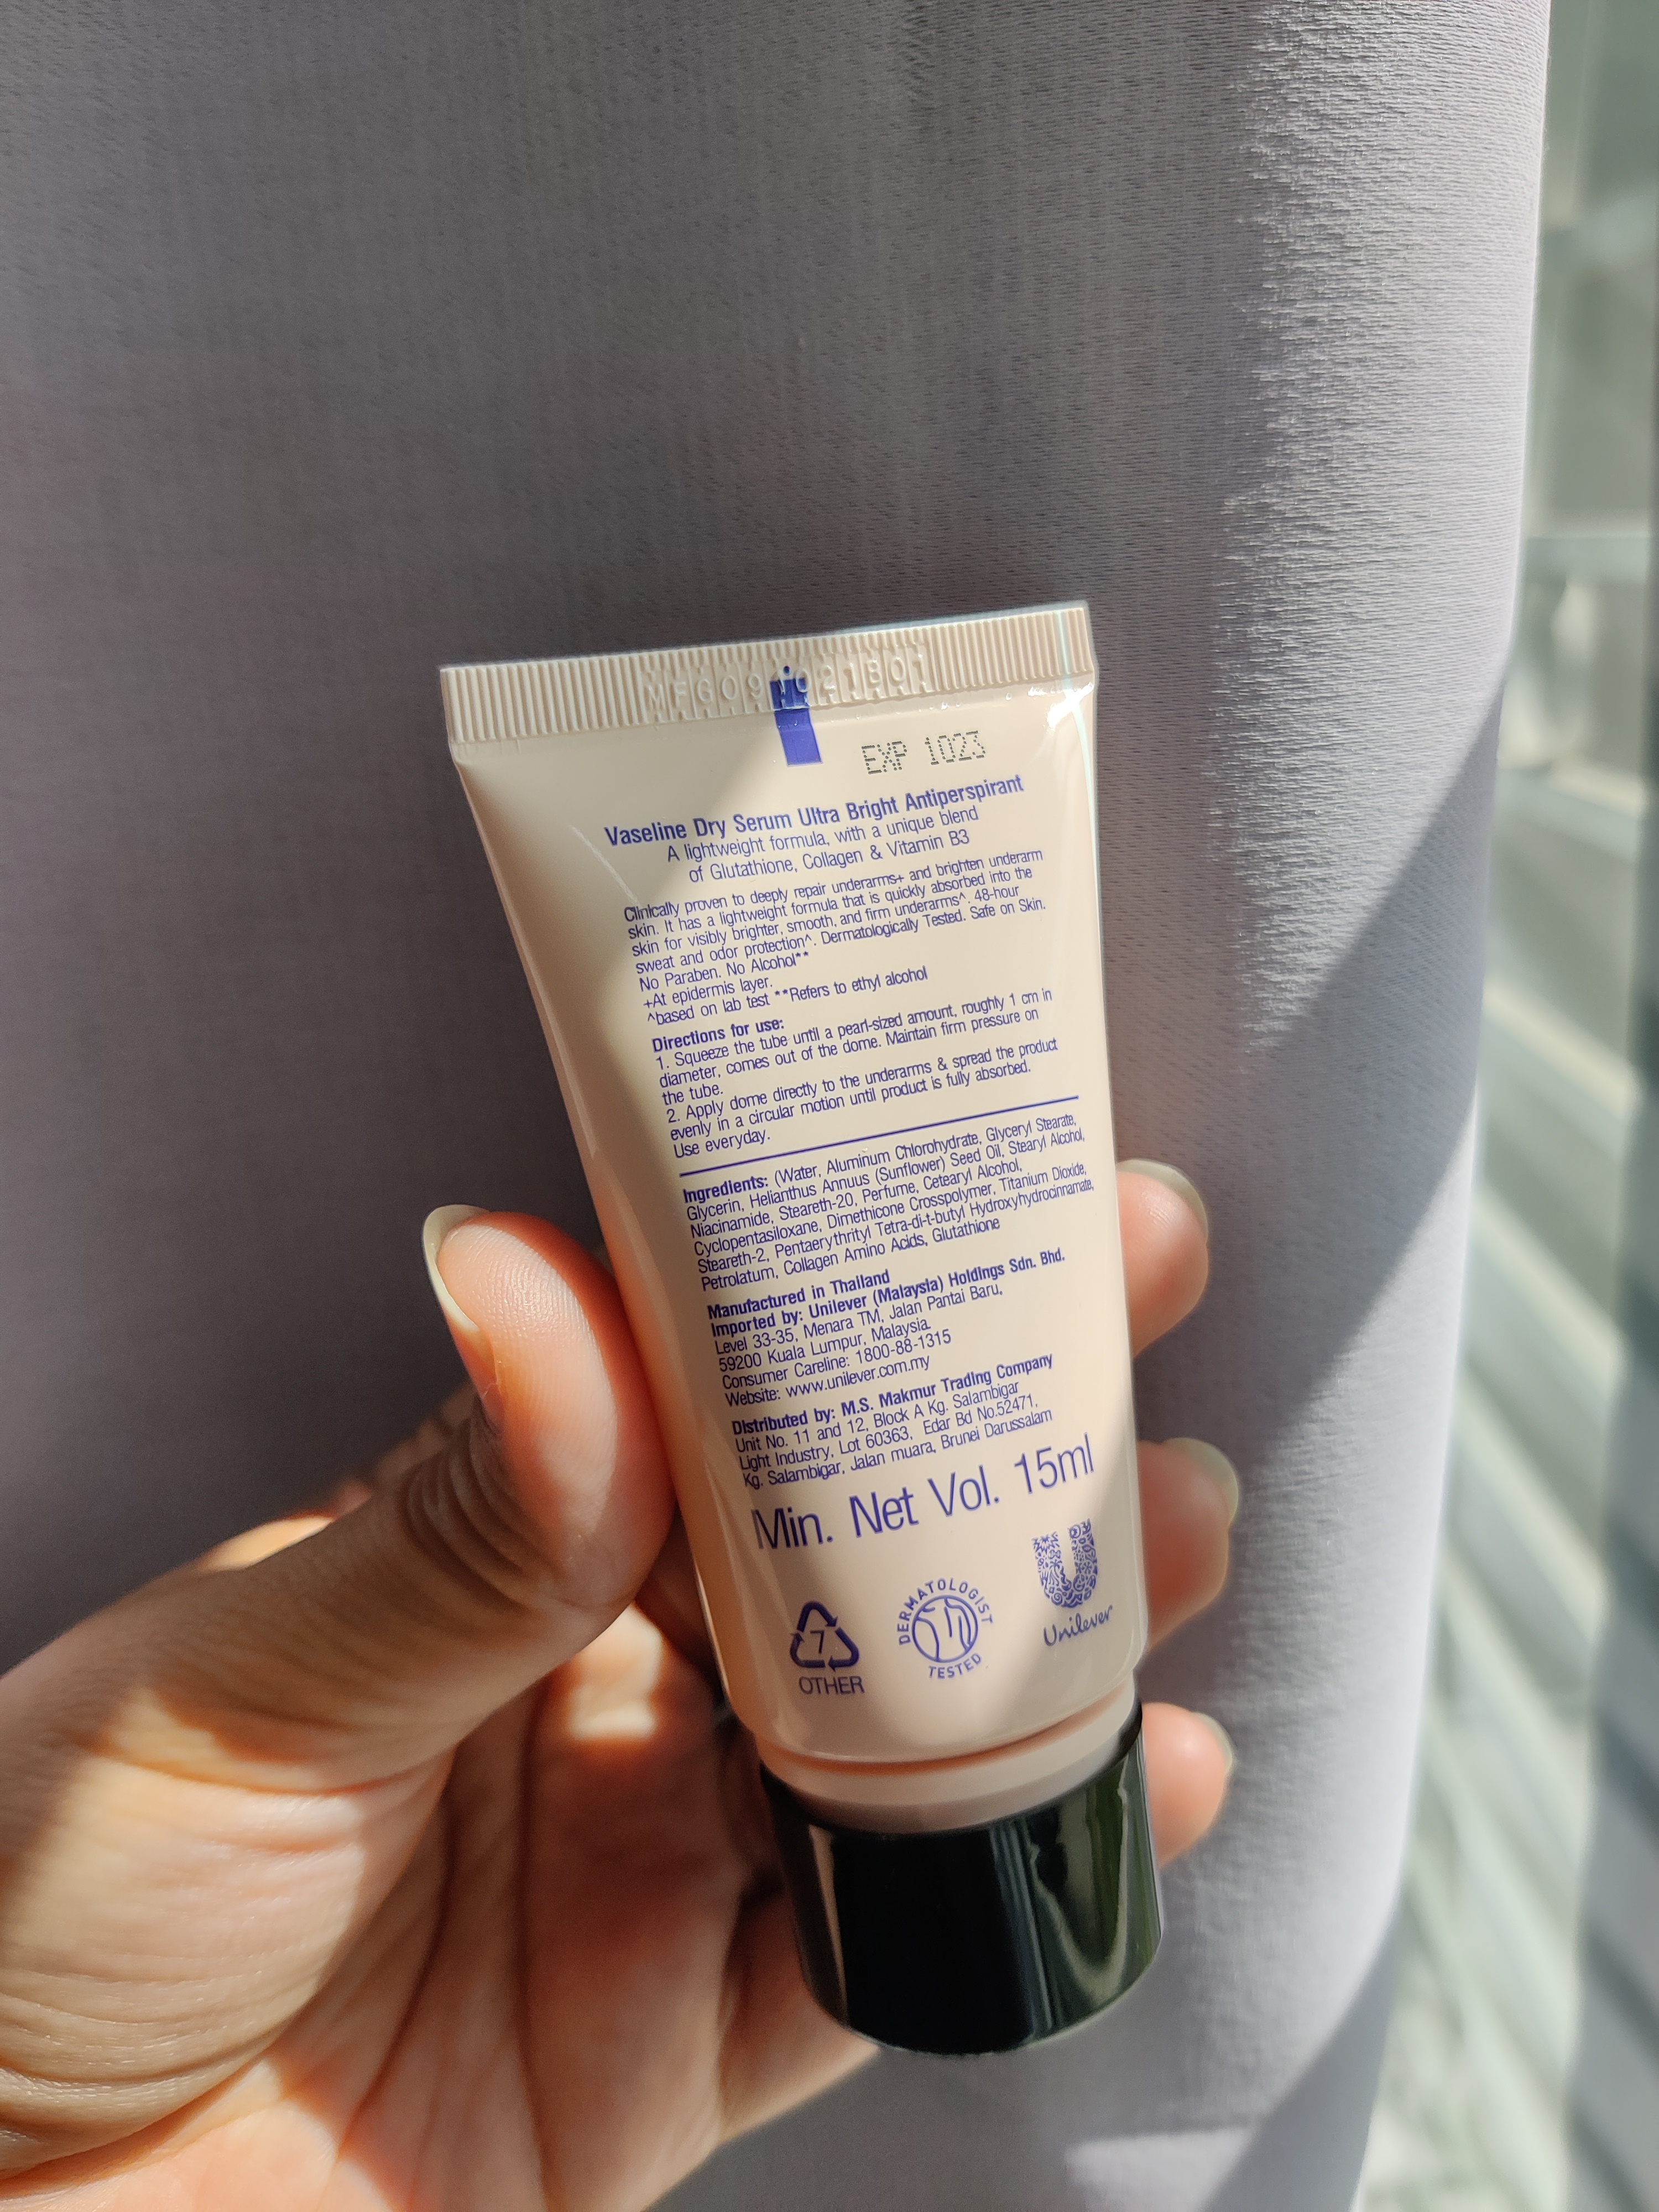 EXP 1023
Vaseline Dry Serum Ultra Bright Antiperspirant
A lightweight formula, with a unique blend
of Glutathione, Collagen & Vitamin B3
Clinically proven to deeply repair underarms+ and brighten underarm
skin. It has a lightweight formula that is quickly absorbed into the
skin for visibly brighter, smooth, and firm underarms^. 48-hour
sweat and odor protection^. Dermatologically Tested. Safe on Skin.
No Paraben. No Alcohol**
+At epidermis layer.
^based on lab test **Refers to ethyl alcohol
Directions for use:
1. Squeeze the tube until a pearl-sized amount, roughly 1 cm in
diameter, comes out of the dome. Maintain firm pressure on
the tube.
2. Apply dome directly to the underarms & spread the product
evenly in a circular motion until product is fully absorbed.
Use everyday.
Ingredients: (Water, Aluminum Chlorohydrate, Glyceryl Stearate,
Glycerin, Helianthus Annuus (Sunflower) Seed Oil, Stearyl Alcohol,
Niacinamide, Steareth-20, Perfume, Cetearyl Alcohol,
Cyclopentasiloxane, Dimethicone Crosspolymer, Titanium Dioxide,
Steareth-2, Pentaerythrityl Tetra-di-t-butyl Hydroxyhydrocinnamate,
Petrolatum, Collagen Amino Acids, Glutathione
Manufactured in Thailand
Imported by: Unilever (Malaysia) Holdings Sdn. Bhd.
Level 33-35, Menara TM, Jalan Pantai Baru,
59200 Kuala Lumpur, Malaysia.
Consumer Careline: 1800-88-1315
Website: www.unilever.com.my
Distributed by: M.S. Makmur Trading Company
Unit No. 11 and 12, Block A Kg. Salambigar
Light Industry, Lot 60363, Edar Bd No.52471,
Kg. Salambigar, Jalan muara, Brunei Darussalam
Min. Net Vol. 15ml
7
OTHER
DERMATOLOGIST
TESTED
Unilever